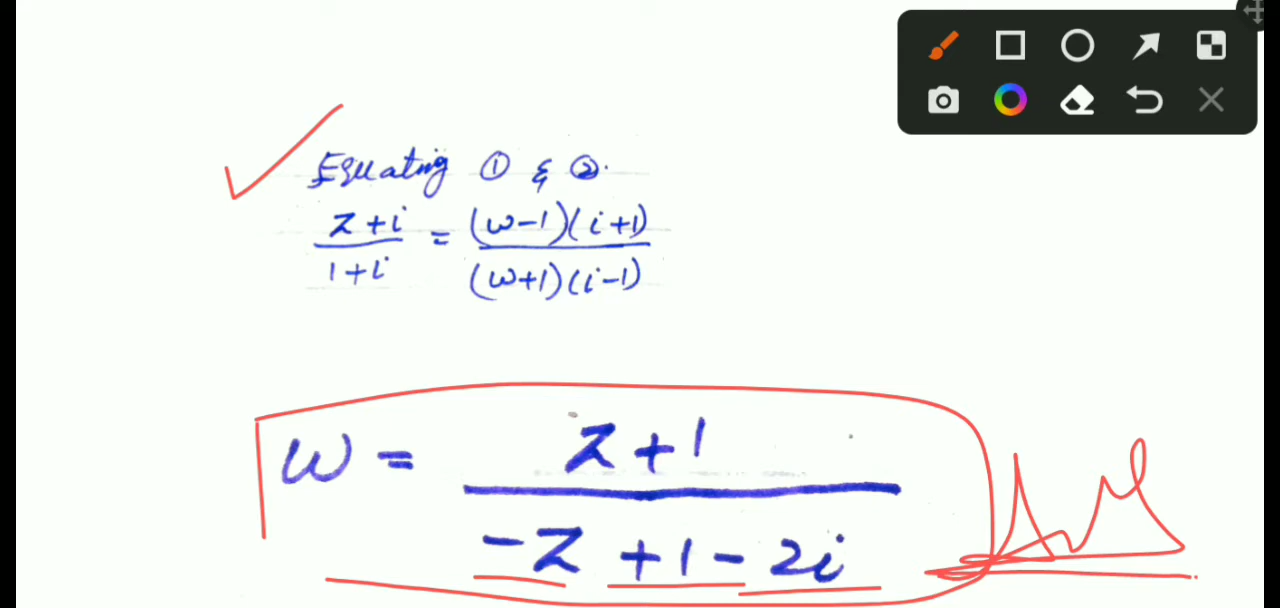 Equating ① & ②.
z+i / 1+i = (w-1)(i+1) / (w+1)(i-1)
w = z+1 / -z+1-2i